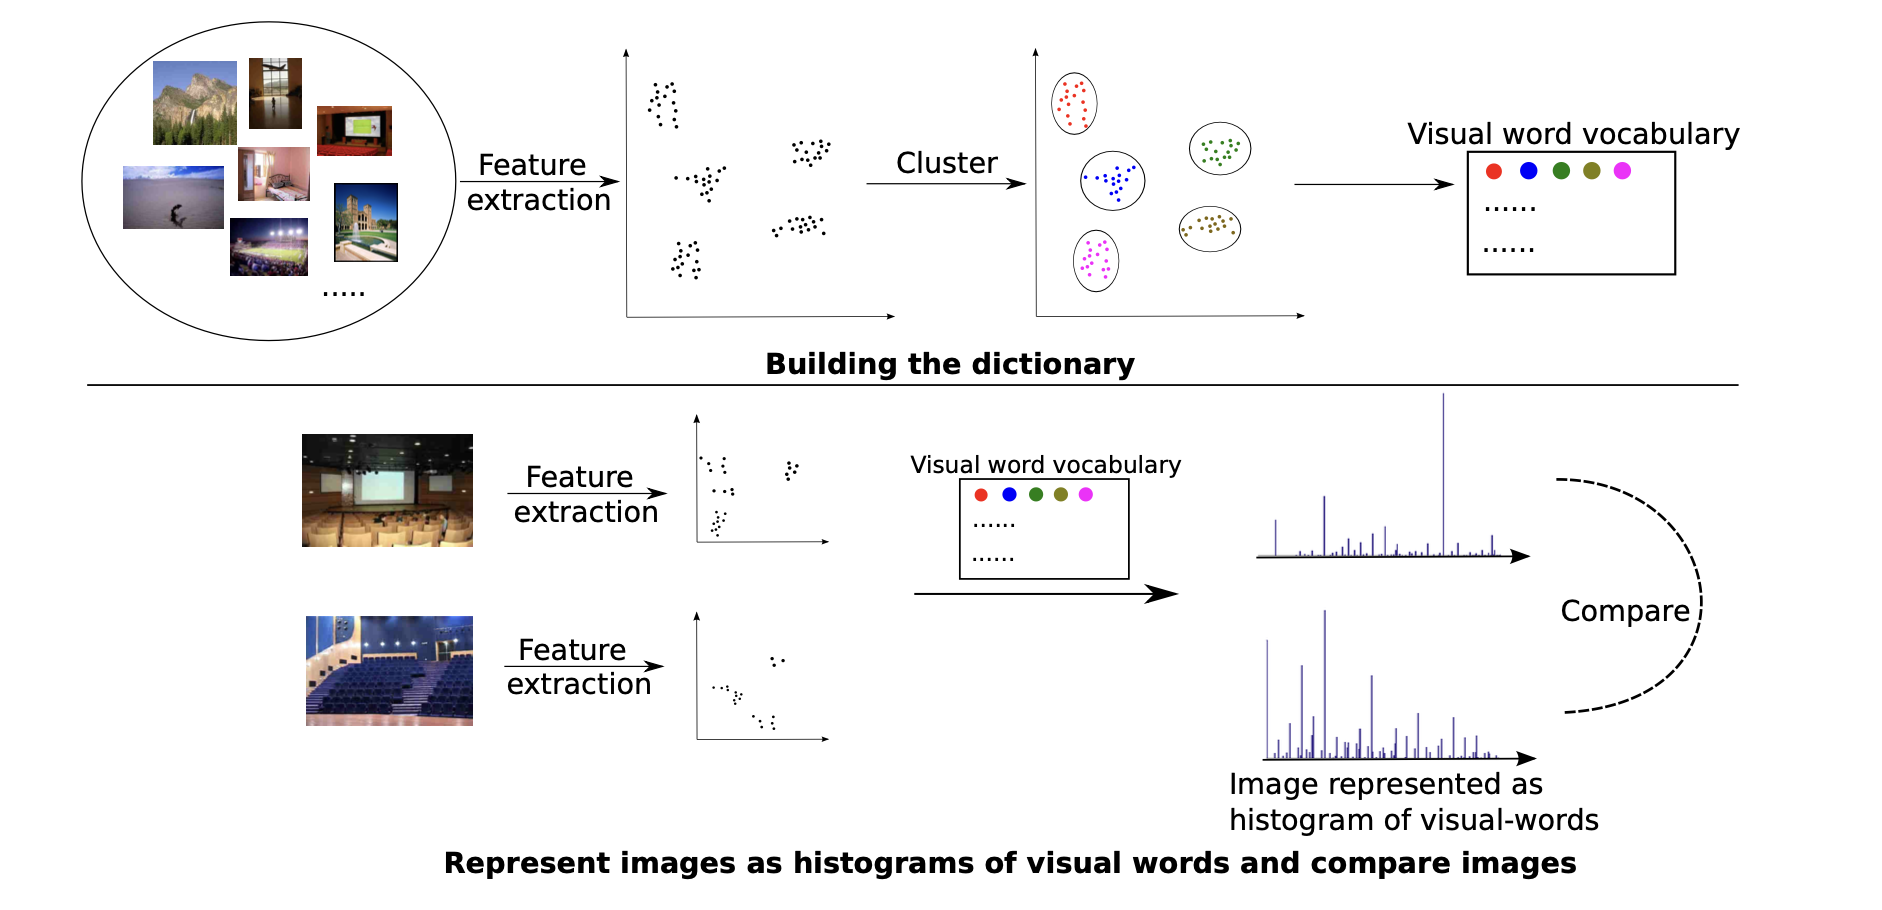 Feature
extraction
Cluster
Visual word vocabulary
......
......
.....
Building the dictionary
Feature
extraction
Visual word vocabulary
......
......
Compare
Feature
extraction
Image represented as
histogram of visual-words
Represent images as histograms of visual words and compare images